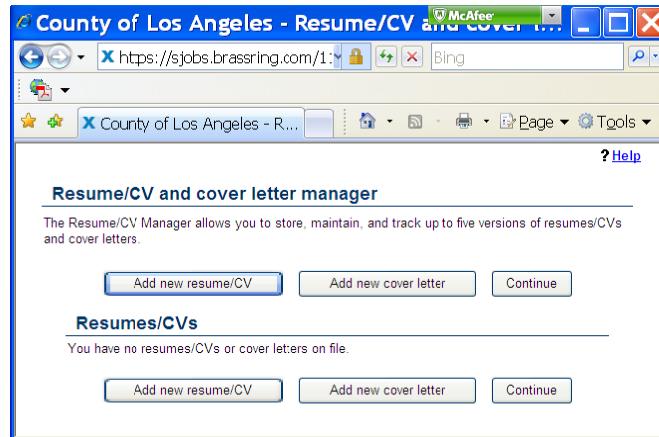 County of Los Angeles - Resume/CV and cover l...
McAfee
https://sjobs.brassring.com/1:
Bing
County of Los Angeles - R...
Page
Tools
? Help
Resume/CV and cover letter manager
The Resume/CV Manager allows you to store, maintain, and track up to five versions of resumes/CVs
and cover letters.
Add new resume/CV Add new cover letter Continue
Resumes/CVs
You have no resumes/CVs or cover letters on file.
Add new resume/CV Add new cover letter Continue